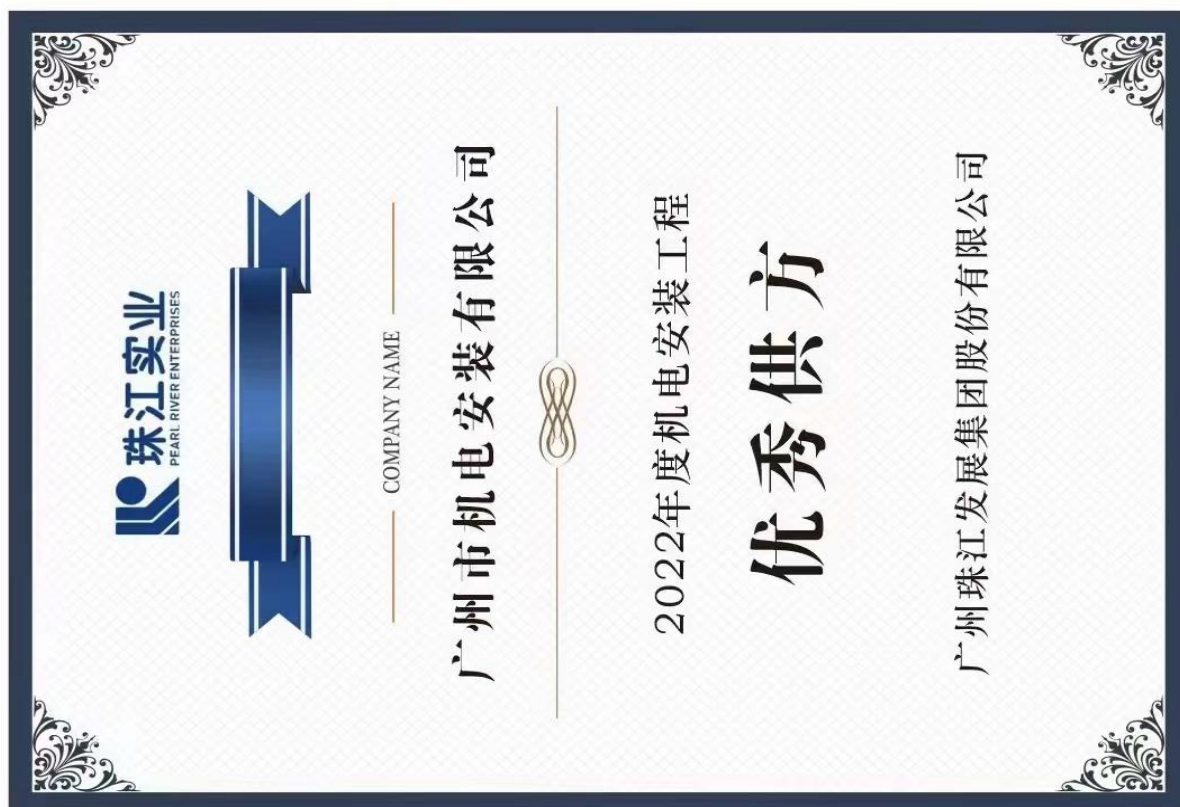 珠江实业
PEARL RIVER ENTERPRISES
COMPANY NAME
广州市机电安装有限公司
2022年度机电安装工程
优秀供方
广州珠江发展集团股份有限公司